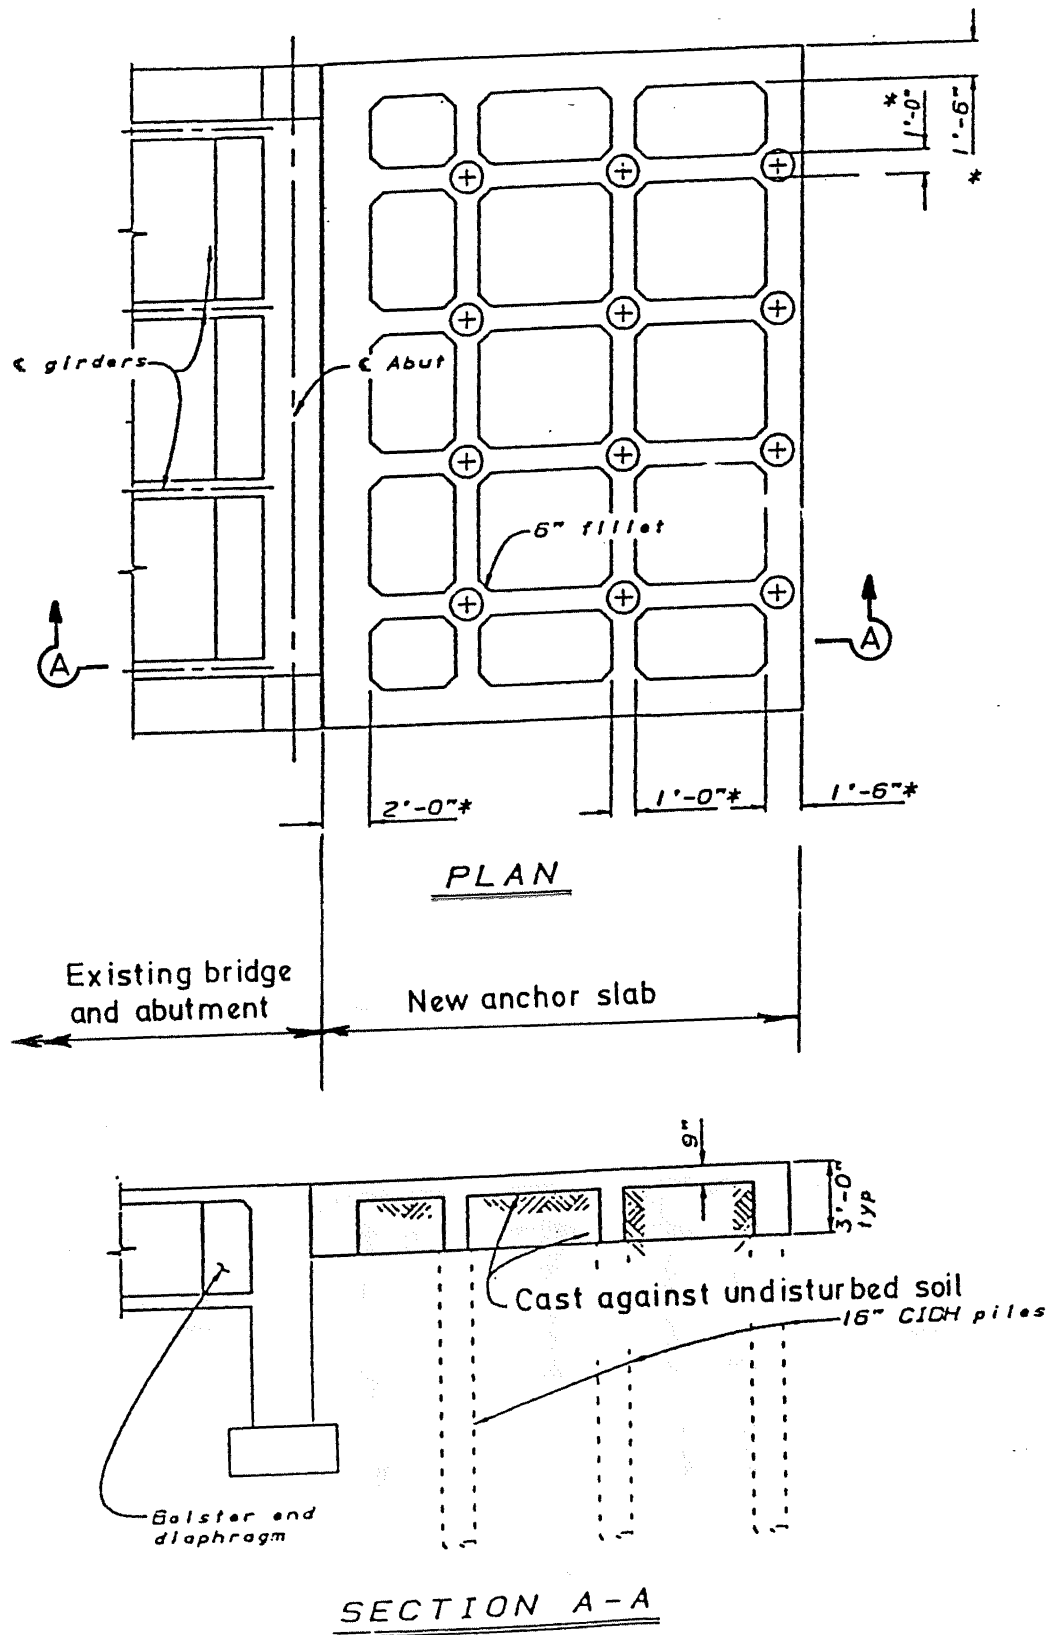 1'-0"
*
1'-6"
*
℄ girders
℄ Abut
6" fillet
A
A
2'-0"*
1'-0"*
1'-6"*
PLAN
Existing bridge
and abutment
New anchor slab
9"
3'-0"
typ
Cast against undisturbed soil
16" CIDH piles
Bolster end
diaphragm
SECTION A-A